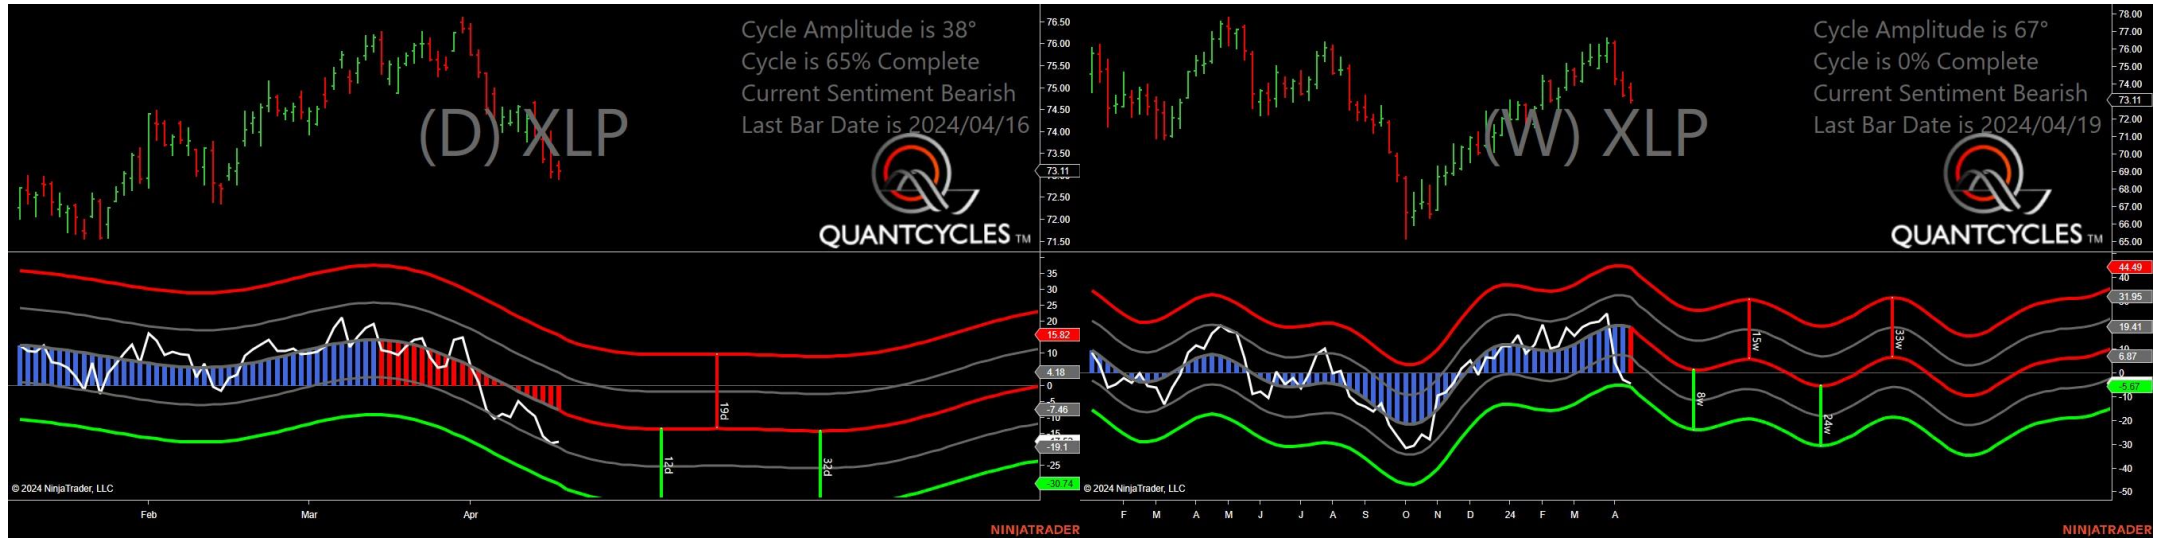 Cycle Amplitude is 38°
Cycle is 65% Complete
Current Sentiment Bearish
Last Bar Date is 2024/04/16
(D) XLP
QUANTCYCLES TM
76.50
76.00
75.50
75.00
74.50
74.00
73.50
73.11
72.50
72.00
71.50
35
30
25
20
15.82
10
4.18
0
-5
-7.46
-10
-15
-19.1
-25
-30.74
19d
12d
32d
© 2024 NinjaTrader, LLC
Feb Mar Apr
NINJATRADER
Cycle Amplitude is 67°
Cycle is 0% Complete
Current Sentiment Bearish
Last Bar Date is 2024/04/19
(W) XLP
QUANTCYCLES TM
78.00
77.00
76.00
75.00
74.00
73.11
72.00
71.00
70.00
69.00
68.00
67.00
66.00
65.00
44.49
40
31.95
19.41
10
6.87
0
-5.67
-10
-20
-30
-40
-50
15w
33w
8w
24w
© 2024 NinjaTrader, LLC
F M A M J J A S O N D 24 F M A
NINJATRADER